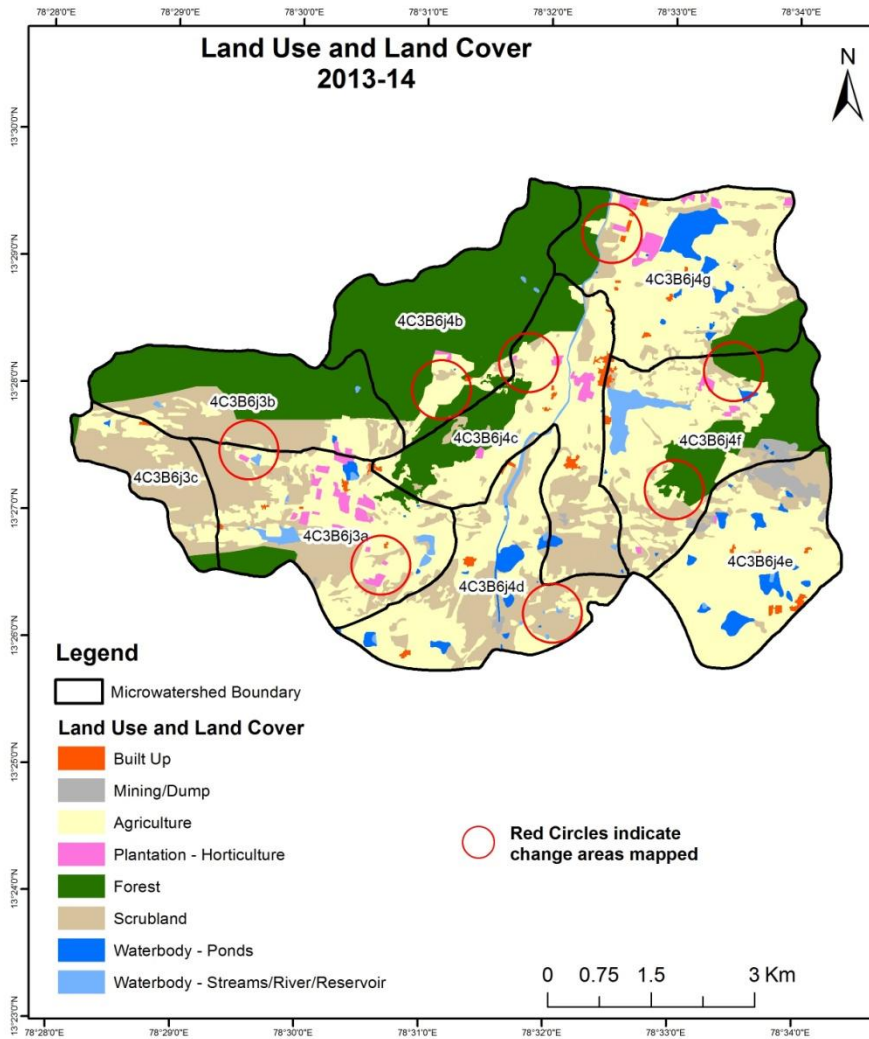 78°28'0"E 78°29'0"E 78°30'0"E 78°31'0"E 78°32'0"E 78°33'0"E 78°34'0"E
Land Use and Land Cover
2013-14
N
13°30'0"N
13°29'0"N
4C3B6j4g
4C3B6j4b
13°28'0"N
4C3B6j3b
4C3B6j4c
4C3B6j4f
4C3B6j3c
13°27'0"N
4C3B6j3a
4C3B6j4e
4C3B6j4d
13°26'0"N
Legend
Microwatershed Boundary
Land Use and Land Cover
13°25'0"N
Built Up
Mining/Dump
Agriculture
Plantation - Horticulture
Red Circles indicate
change areas mapped
13°24'0"N
Forest
Scrubland
Waterbody - Ponds
Waterbody - Streams/River/Reservoir
0 0.75 1.5 3 Km
13°23'0"N
78°28'0"E 78°29'0"E 78°30'0"E 78°31'0"E 78°32'0"E 78°33'0"E 78°34'0"E